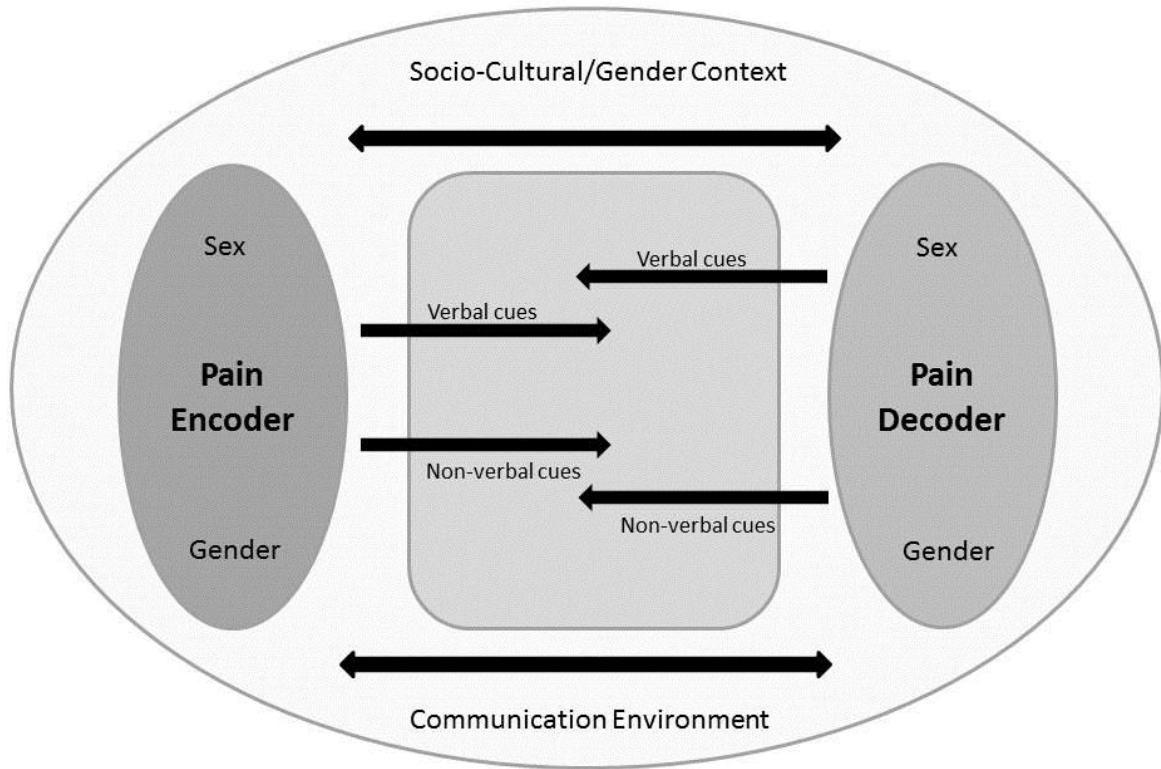 Socio-Cultural/Gender Context
Sex
Pain
Encoder
Gender
Verbal cues
Verbal cues
Non-verbal cues
Non-verbal cues
Sex
Pain
Decoder
Gender
Communication Environment